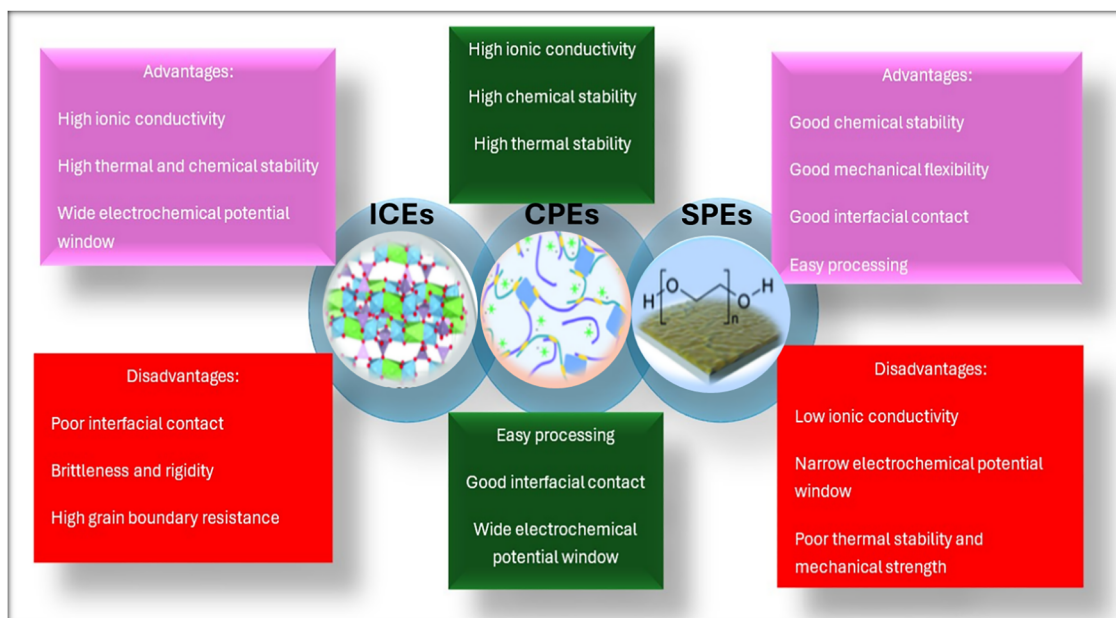 Advantages:
High ionic conductivity
High thermal and chemical stability
Wide electrochemical potential
window
High ionic conductivity
High chemical stability
High thermal stability
Advantages:
Good chemical stability
Good mechanical flexibility
Good interfacial contact
Easy processing
ICEs
CPEs
SPEs
H O O H
n
Disadvantages:
Poor interfacial contact
Brittleness and rigidity
High grain boundary resistance
Easy processing
Good interfacial contact
Wide electrochemical
potential window
Disadvantages:
Low ionic conductivity
Narrow electrochemical potential
window
Poor thermal stability and
mechanical strength